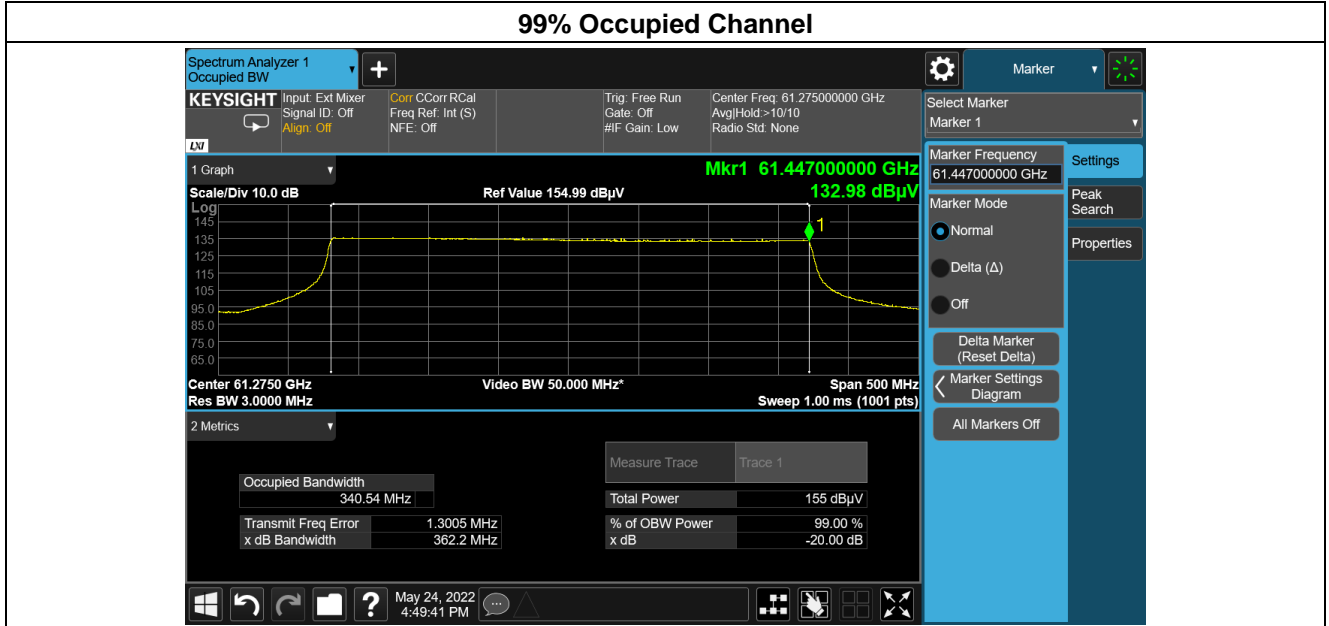 99% Occupied Channel
Spectrum Analyzer 1
Occupied BW
+
Marker
KEYSIGHT
Input: Ext Mixer
Signal ID: Off
Align: Off
Corr CCorr RCal
Freq Ref: Int (S)
NFE: Off
Trig: Free Run
Gate: Off
#IF Gain: Low
Center Freq: 61.275000000 GHz
Avg|Hold:>10/10
Radio Std: None
LXI
Select Marker
Marker 1
1 Graph
Mkr1 61.447000000 GHz
132.98 dBµV
Scale/Div 10.0 dB
Ref Value 154.99 dBµV
Log
145
135
125
115
105
95.0
85.0
75.0
65.0
1
Center 61.2750 GHz
Video BW 50.000 MHz*
Span 500 MHz
Res BW 3.0000 MHz
Sweep 1.00 ms (1001 pts)
Marker Frequency
61.447000000 GHz
Settings
Marker Mode
Peak
Search
Normal
Properties
Delta (Δ)
Off
Delta Marker
(Reset Delta)
Marker Settings
Diagram
All Markers Off
2 Metrics
Measure Trace Trace 1
Occupied Bandwidth
340.54 MHz
Total Power 155 dBµV
Transmit Freq Error 1.3005 MHz
% of OBW Power 99.00 %
x dB Bandwidth 362.2 MHz
x dB -20.00 dB
?
May 24, 2022
4:49:41 PM